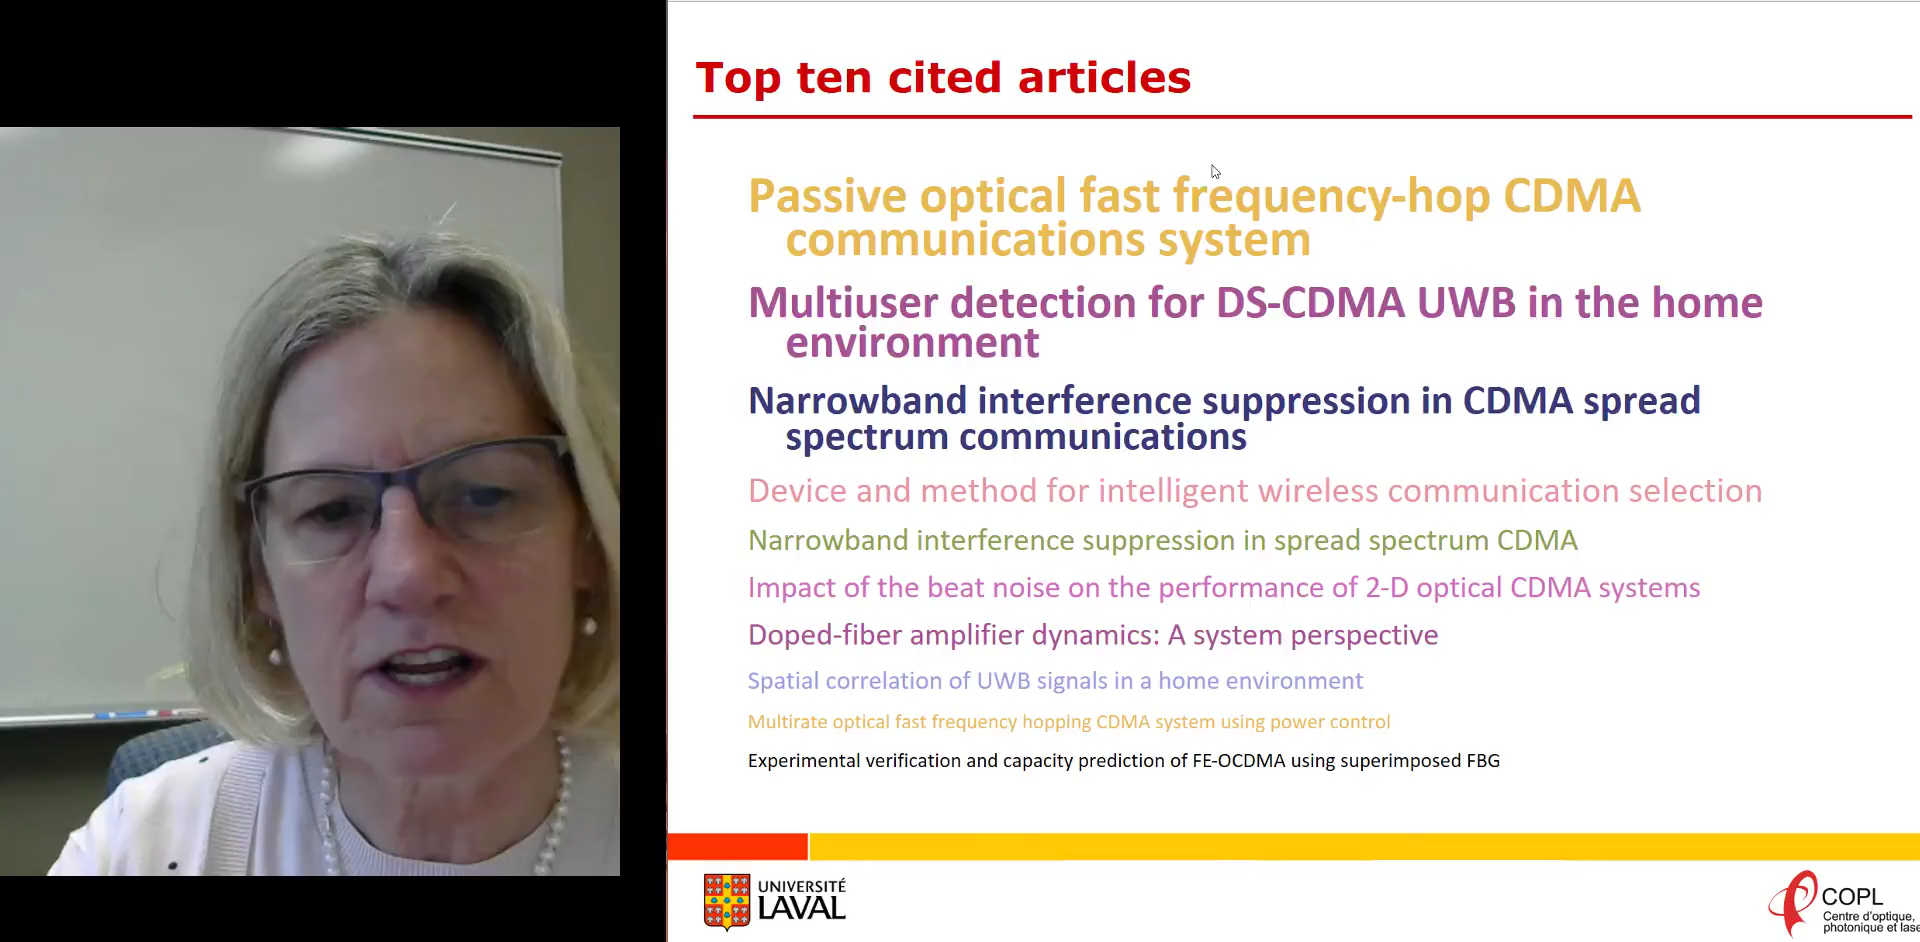 Top ten cited articles
Passive optical fast frequency-hop CDMA
communications system
Multiuser detection for DS-CDMA UWB in the home
environment
Narrowband interference suppression in CDMA spread
spectrum communications
Device and method for intelligent wireless communication selection
Narrowband interference suppression in spread spectrum CDMA
Impact of the beat noise on the performance of 2-D optical CDMA systems
Doped-fiber amplifier dynamics: A system perspective
Spatial correlation of UWB signals in a home environment
Multirate optical fast frequency hopping CDMA system using power control
Experimental verification and capacity prediction of FE-OCDMA using superimposed FBG
UNIVERSITÉ
LAVAL
COPL
Centre d'optique,
photonique et lase